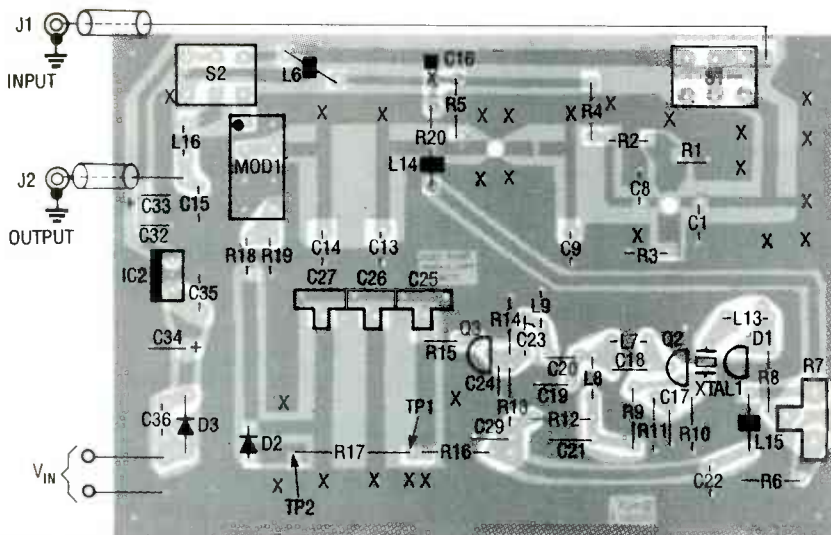 J1
INPUT
S2
L6
C16
S1
R5
R4
L16
R20
R2
R1
MOD1
L14
J2
C8
C33
C15
C1
OUTPUT
C32
R18
R19
C14
C13
C9
R3
IC2
C35
C27
C26
C25
L9
L13
R14
Q3
C23
L7
Q2
D1
C34
R15
C20
C18
R7
C24
L8
R8
XTAL1
C19
C17
TP1
R13
R9
C36
D3
R12
C29
R11
R10
L15
D2
V_IN
R17
R16
C21
C22
R6
TP2
X